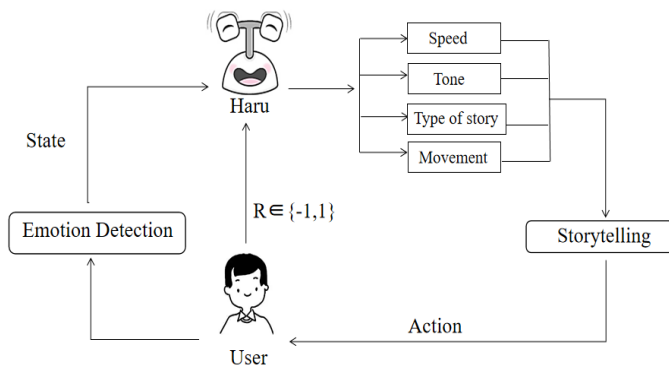 Speed
Haru
Tone
Type of story
State
Movement
R∈{-1,1}
Emotion Detection
Storytelling
Action
User